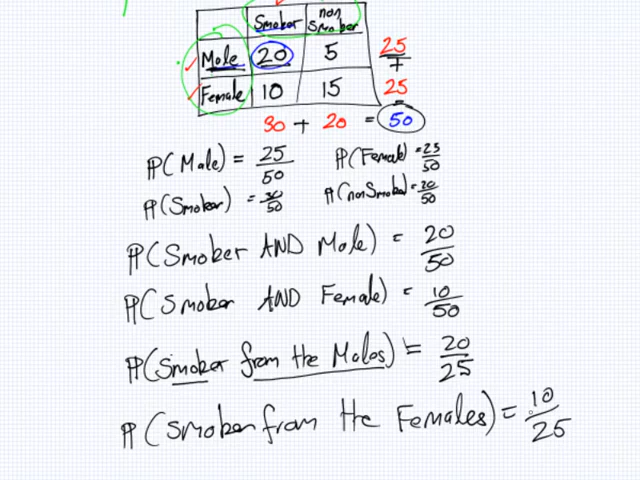 Smoker non Smoker
Male 20 5 25
+
Female 10 15 25
=
30 + 20 = 50
P(Male) = 25/50 P(Female) = 25/50
P(Smoker) = 30/50 P(nonSmoker) = 20/50
P(Smoker AND Male) = 20/50
P(Smoker AND Female) = 10/50
P(Smoker from the Males) = 20/25
P(smoker from the Females) = 10/25